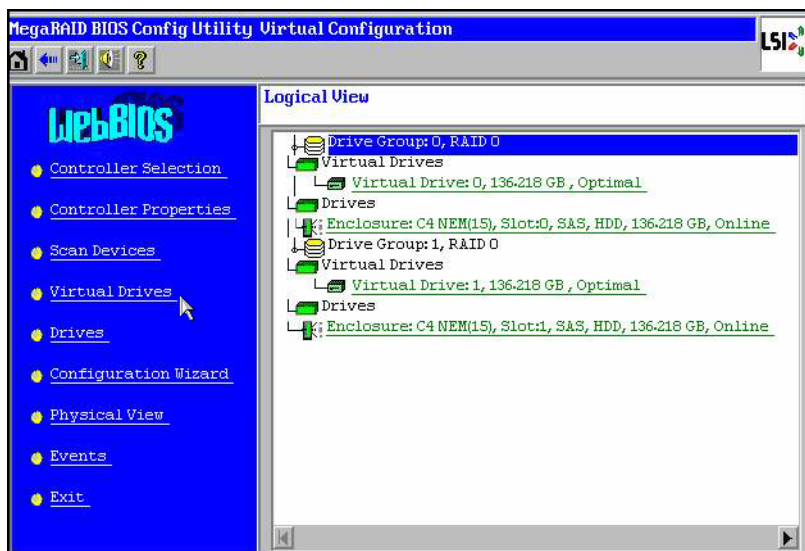 MegaRAID BIOS Config Utility Virtual Configuration
LSI
?
WebBIOS
Controller Selection
Controller Properties
Scan Devices
Virtual Drives
Drives
Configuration Wizard
Physical View
Events
Exit
Logical View
Drive Group: 0, RAID 0
Virtual Drives
Virtual Drive: 0, 136.218 GB , Optimal
Drives
Enclosure: C4 NEM(15), Slot:0, SAS, HDD, 136.218 GB, Online
Drive Group: 1, RAID 0
Virtual Drives
Virtual Drive: 1, 136.218 GB , Optimal
Drives
Enclosure: C4 NEM(15), Slot:1, SAS, HDD, 136.218 GB, Online